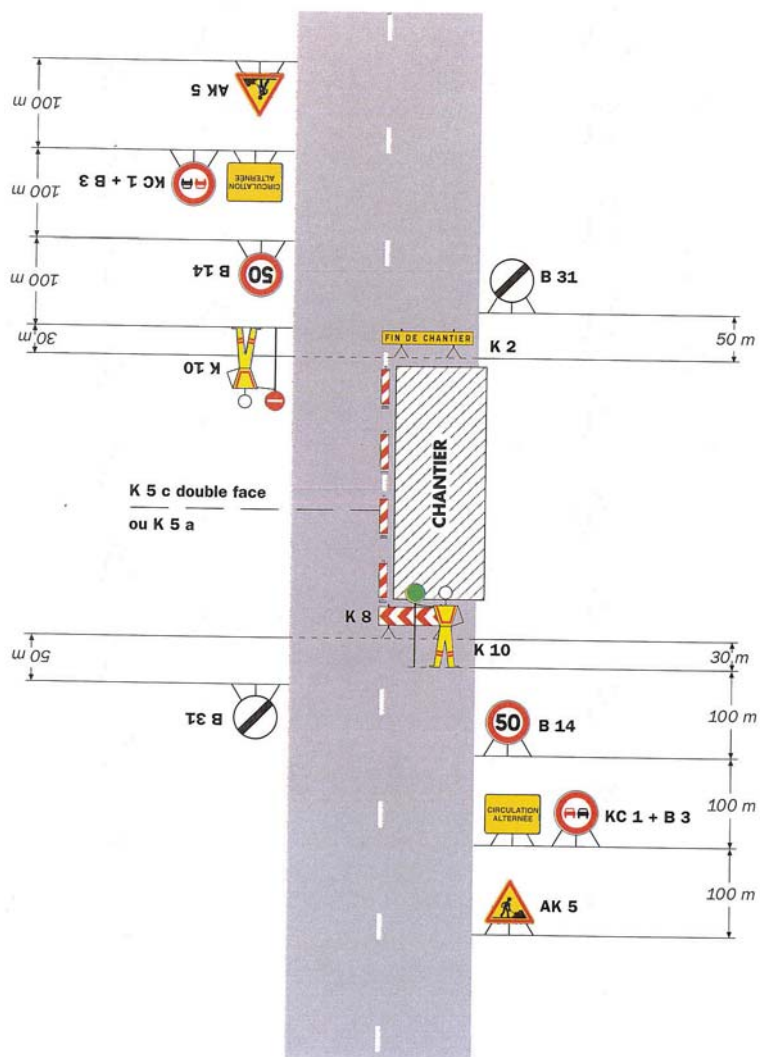 100 m
AK 5
100 m
KC 1 + B 3
CIRCULATION
ALTERNÉE
100 m
B 14
50
B 31
30 m
K 10
FIN DE CHANTIER
K 2
50 m
CHANTIER
K 5 c double face
ou K 5 a
K 8
K 10
50 m
30 m
B 31
50
B 14
100 m
CIRCULATION
ALTERNÉE
KC 1 + B 3
100 m
AK 5
100 m